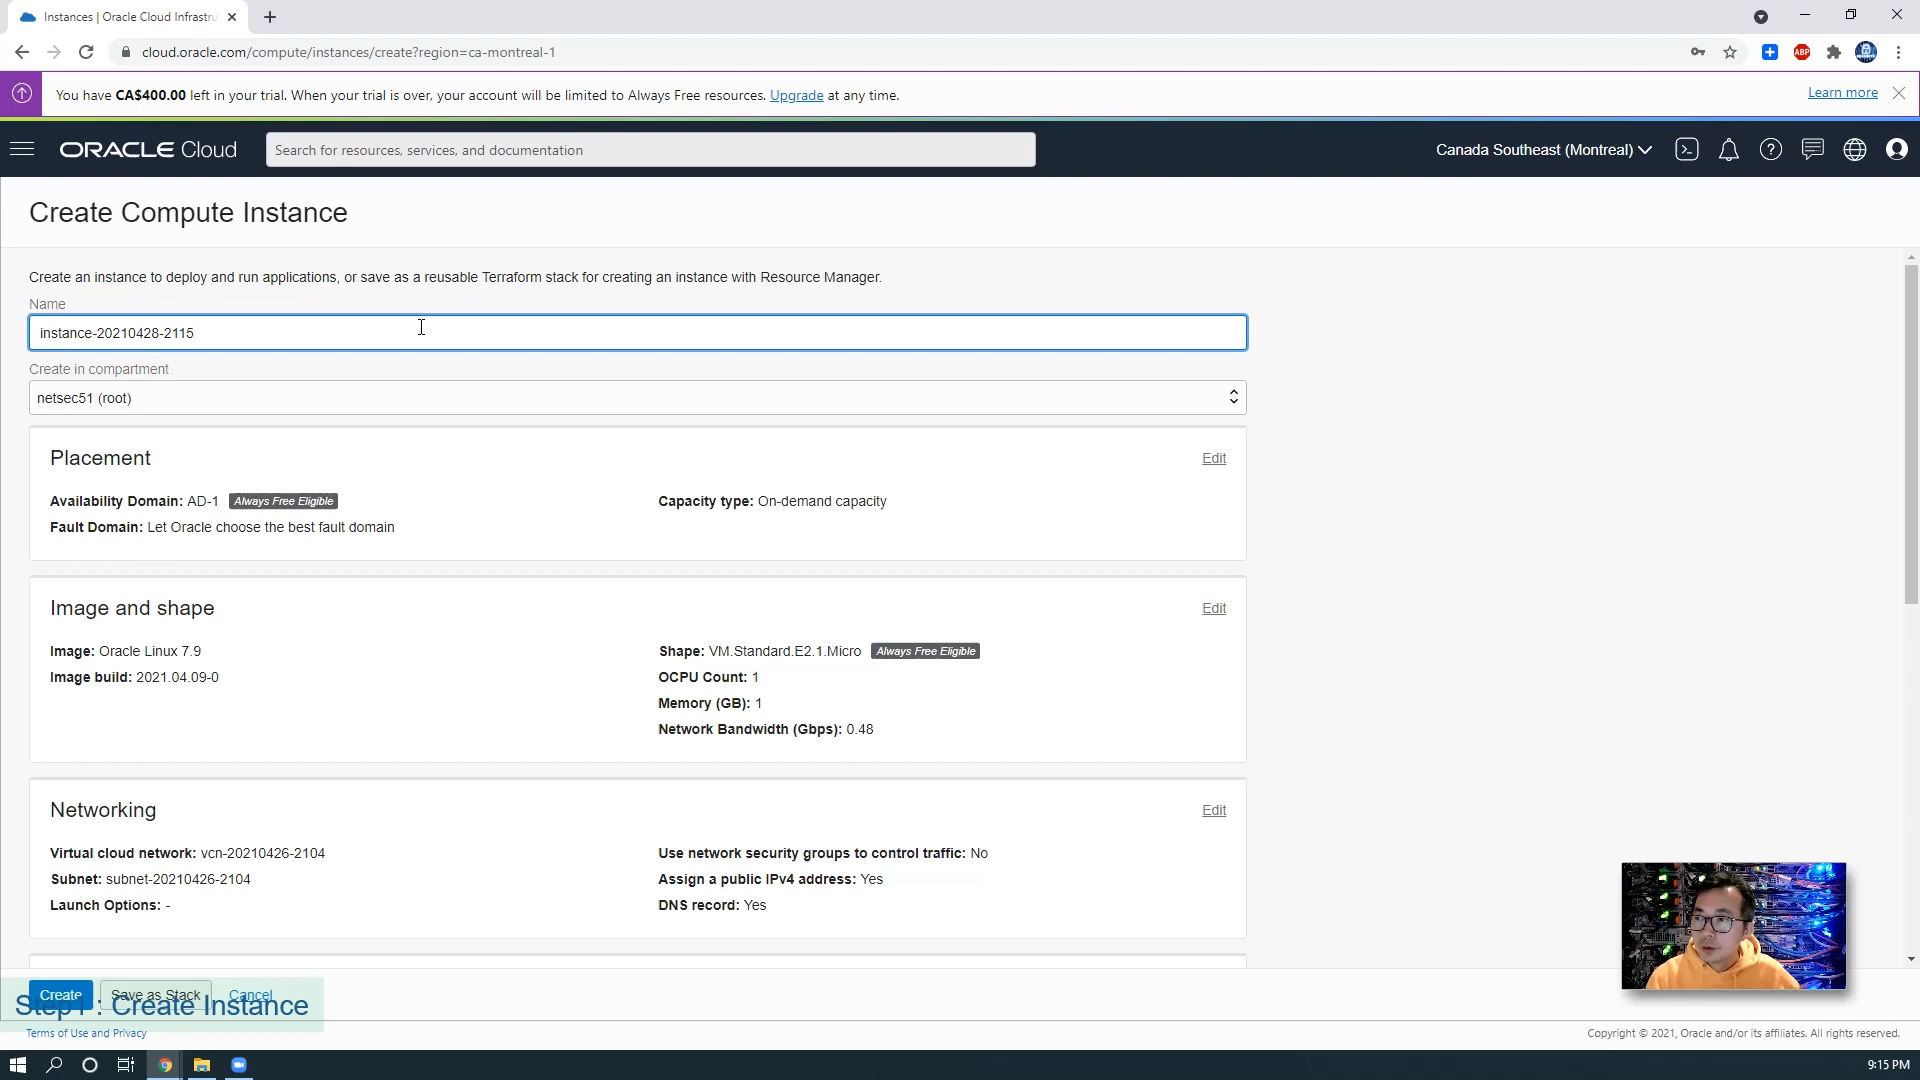 Instances | Oracle Cloud Infrastru
cloud.oracle.com/compute/instances/create?region=ca-montreal-1
ABP
You have CA$400.00 left in your trial. When your trial is over, your account will be limited to Always Free resources. Upgrade at any time.
Learn more
ORACLE Cloud
Search for resources, services, and documentation
Canada Southeast (Montreal)
Create Compute Instance
Create an instance to deploy and run applications, or save as a reusable Terraform stack for creating an instance with Resource Manager.
Name
instance-20210428-2115
Create in compartment
netsec51 (root)
Placement
Edit
Availability Domain: AD-1 Always Free Eligible
Capacity type: On-demand capacity
Fault Domain: Let Oracle choose the best fault domain
Image and shape
Edit
Image: Oracle Linux 7.9
Shape: VM.Standard.E2.1.Micro Always Free Eligible
Image build: 2021.04.09-0
OCPU Count: 1
Memory (GB): 1
Network Bandwidth (Gbps): 0.48
Networking
Edit
Virtual cloud network: vcn-20210426-2104
Use network security groups to control traffic: No
Subnet: subnet-20210426-2104
Assign a public IPv4 address: Yes
Launch Options: -
DNS record: Yes
Create
Save as Stack
Cancel
: Create Instance
Terms of Use and Privacy
Copyright © 2021, Oracle and/or its affiliates. All rights reserved.
9:15 PM